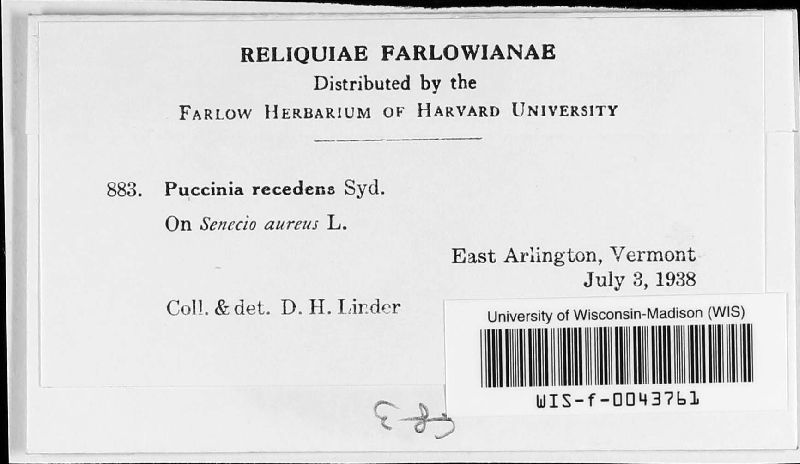 RELIQUIAE FARLOWIANAE
Distributed by the
FARLOW HERBARIUM OF HARVARD UNIVERSITY
883. Puccinia recedens Syd.
On Senecio aureus L.
East Arlington, Vermont
July 3, 1938
Coll. & det. D. H. Linder
University of Wisconsin-Madison (WIS)
WIS-f-0043761